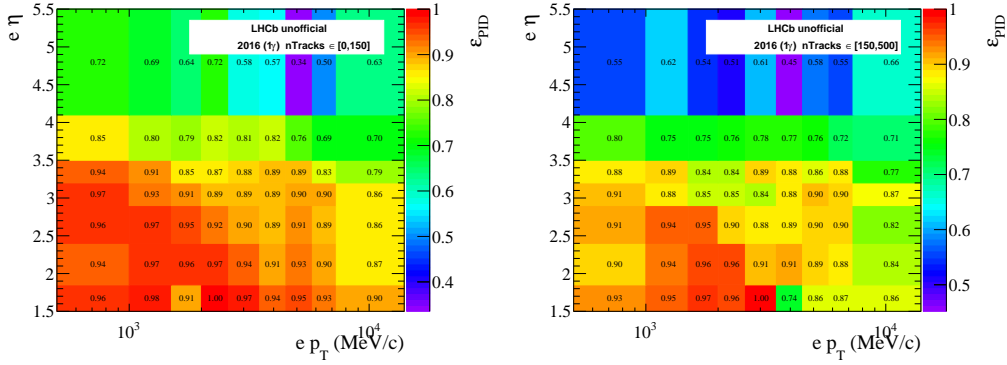 LHCb unofficial
2016 (1γ) nTracks ∈ [0,150]
e η
5.5
5
4.5
4
3.5
3
2.5
2
1.5
0.72 0.69 0.64 0.72 0.58 0.57 0.34 0.50 0.63
0.85 0.80 0.79 0.82 0.81 0.82 0.76 0.69 0.70
0.94 0.91 0.85 0.87 0.88 0.89 0.89 0.83 0.79
0.97 0.93 0.93 0.92 0.90 0.89 0.90 0.90 0.86
0.96 0.97 0.95 0.92 0.90 0.89 0.91 0.90 0.86
0.94 0.97 0.96 0.97 0.94 0.90 0.92 0.91 0.87
0.96 0.98 0.91 1.00 0.97 0.94 0.95 0.93 0.90
10³ 10⁴
e p_T (MeV/c)
1
0.9
0.8
0.7
0.6
0.5
0.4
ε_PID
LHCb unofficial
2016 (1γ) nTracks ∈ [150,500]
e η
5.5
5
4.5
4
3.5
3
2.5
2
1.5
0.55 0.62 0.54 0.54 0.61 0.45 0.58 0.55 0.66
0.80 0.75 0.75 0.76 0.78 0.77 0.76 0.72 0.71
0.88 0.89 0.84 0.84 0.89 0.88 0.86 0.88 0.77
0.91 0.88 0.85 0.85 0.84 0.88 0.90 0.90 0.87
0.91 0.94 0.95 0.90 0.88 0.88 0.89 0.90 0.82
0.90 0.94 0.96 0.96 0.91 0.91 0.89 0.88 0.84
0.93 0.95 0.97 0.96 1.00 0.74 0.86 0.87 0.86
10³ 10⁴
e p_T (MeV/c)
1
0.9
0.8
0.7
0.6
0.5
ε_PID